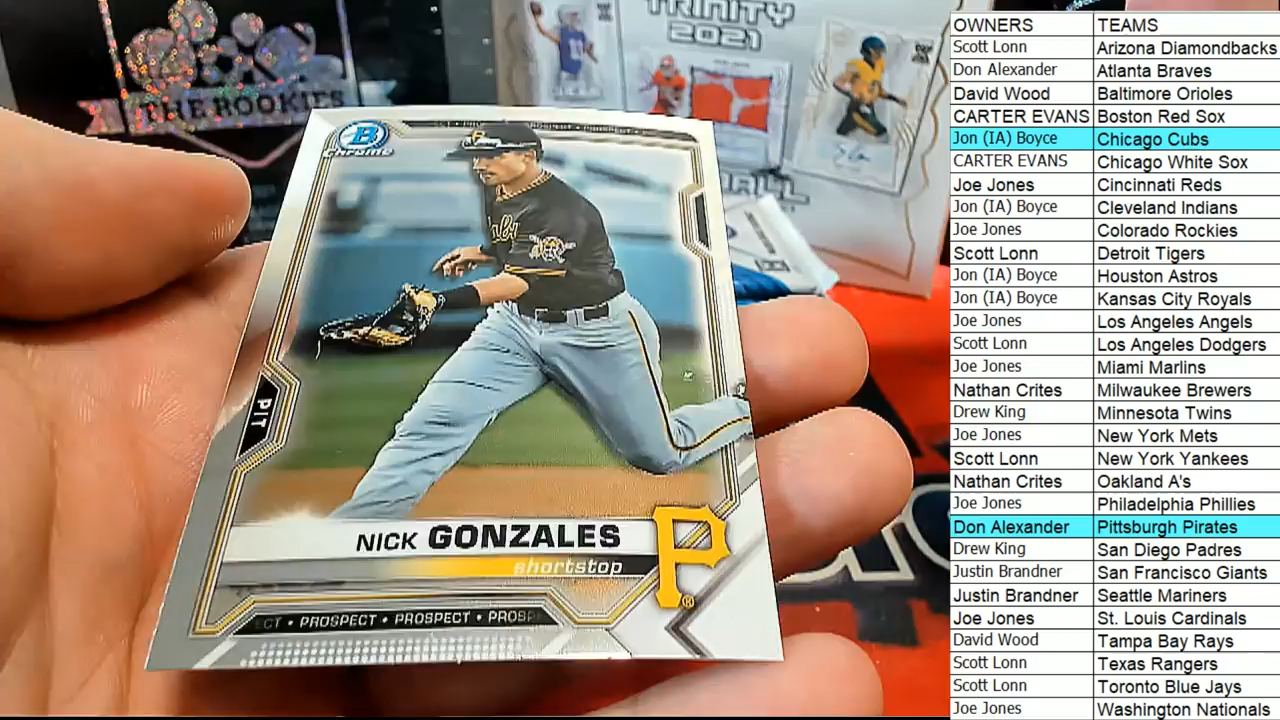 TRINITY
2021
THE ROOKIES
B
Chrome
PROSPECT
PIT
NICK GONZALES
shortstop
P
®
ECT • PROSPECT • PROSPECT • PROSP
OWNERS TEAMS
Scott Lonn Arizona Diamondbacks
Don Alexander Atlanta Braves
David Wood Baltimore Orioles
CARTER EVANS Boston Red Sox
Jon (IA) Boyce Chicago Cubs
CARTER EVANS Chicago White Sox
Joe Jones Cincinnati Reds
Jon (IA) Boyce Cleveland Indians
Joe Jones Colorado Rockies
Scott Lonn Detroit Tigers
Jon (IA) Boyce Houston Astros
Jon (IA) Boyce Kansas City Royals
Joe Jones Los Angeles Angels
Scott Lonn Los Angeles Dodgers
Joe Jones Miami Marlins
Nathan Crites Milwaukee Brewers
Drew King Minnesota Twins
Joe Jones New York Mets
Scott Lonn New York Yankees
Nathan Crites Oakland A's
Joe Jones Philadelphia Phillies
Don Alexander Pittsburgh Pirates
Drew King San Diego Padres
Justin Brandner San Francisco Giants
Justin Brandner Seattle Mariners
Joe Jones St. Louis Cardinals
David Wood Tampa Bay Rays
Scott Lonn Texas Rangers
Scott Lonn Toronto Blue Jays
Joe Jones Washington Nationals